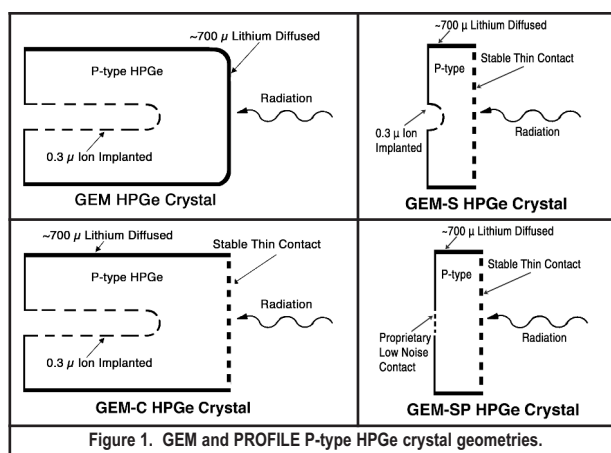 ~700 µ Lithium Diffused
P-type HPGe
Radiation
0.3 µ Ion Implanted
GEM HPGe Crystal
~700 µ Lithium Diffused
P-type
Stable Thin Contact
0.3 µ Ion
Implanted
Radiation
GEM-S HPGe Crystal
~700 µ Lithium Diffused
Stable Thin Contact
P-type HPGe
Radiation
0.3 µ Ion Implanted
GEM-C HPGe Crystal
~700 µ Lithium Diffused
P-type
Stable Thin Contact
Proprietary
Low Noise
Contact
Radiation
GEM-SP HPGe Crystal
Figure 1. GEM and PROFILE P-type HPGe crystal geometries.